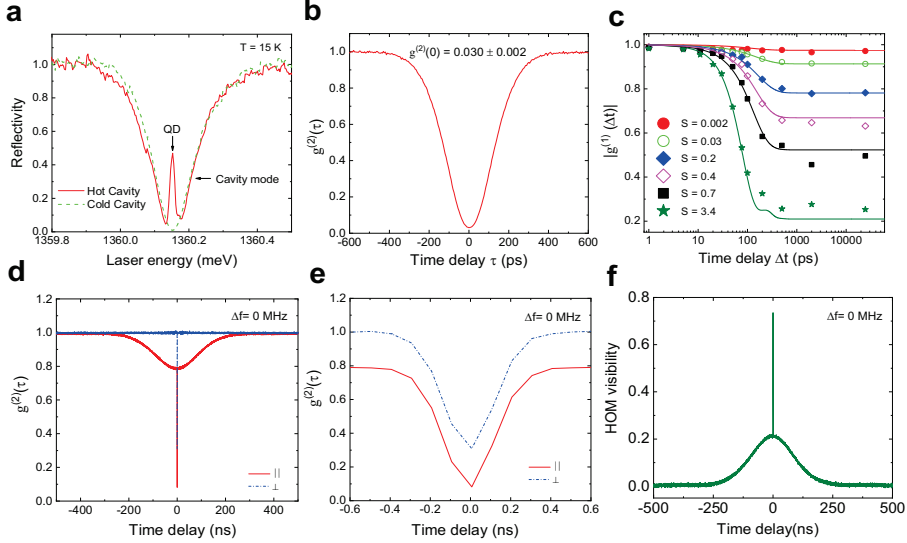 a
T = 15 K
QD
Cavity mode
Hot Cavity
Cold Cavity
Reflectivity
0.0
0.2
0.4
0.6
0.8
1.0
1359.8
1360.0
1360.2
1360.4
Laser energy (meV)
b
g(2)(0) = 0.030 ± 0.002
g(2)(τ)
0.0
0.2
0.4
0.6
0.8
1.0
1.2
-600
-400
-200
0
200
400
600
Time delay τ (ps)
c
|g(1) (Δt)|
S = 0.002
S = 0.03
S = 0.2
S = 0.4
S = 0.7
S = 3.4
0.2
0.4
0.6
0.8
1.0
1
10
100
1000
10000
Time delay Δt (ps)
d
Δf= 0 MHz
g(2)(τ)
||
⊥
0.0
0.2
0.4
0.6
0.8
1.0
1.2
-400
-200
0
200
400
Time delay (ns)
e
Δf= 0 MHz
g(2)(τ)
||
⊥
0.0
0.2
0.4
0.6
0.8
1.0
1.2
-0.6
-0.4
-0.2
0.0
0.2
0.4
0.6
Time delay (ns)
f
Δf= 0 MHz
HOM visibility
0.0
0.2
0.4
0.6
0.8
-500
-250
0
250
500
Time delay(ns)